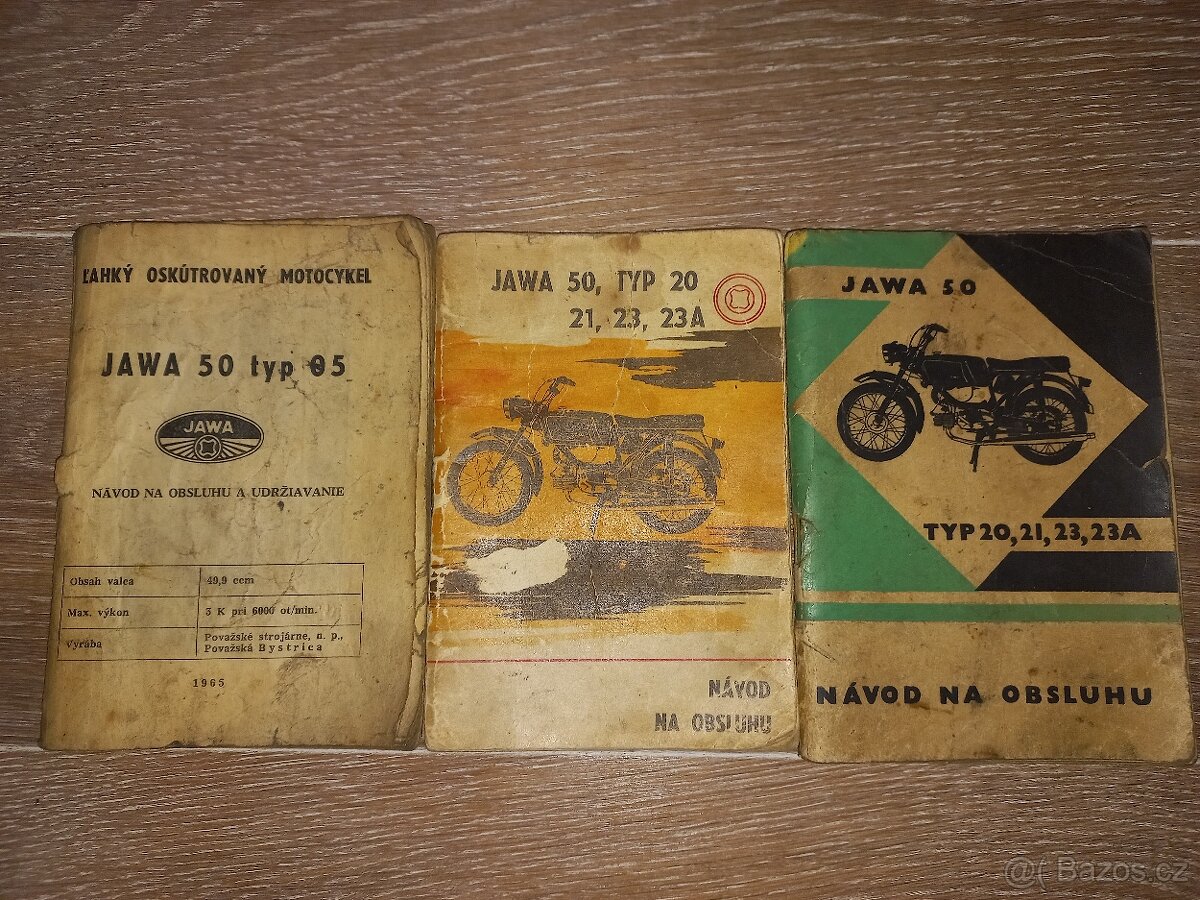 ĽAHKÝ OSKÚTROVANÝ MOTOCYKEL
JAWA 50 typ 05
JAWA
NÁVOD NA OBSLUHU A UDRŽIAVANIE
Obsah valca 49,9 ccm
Max. výkon 3 K pri 6000 ot/min.
Vyrába Považské strojárne, n. p.,
Považská Bystrica
1965
JAWA 50, TYP 20
21, 23, 23A
NÁVOD
NA OBSLUHU
JAWA 50
TYP 20, 21, 23, 23A
NÁVOD NA OBSLUHU
@( Bazos.cz